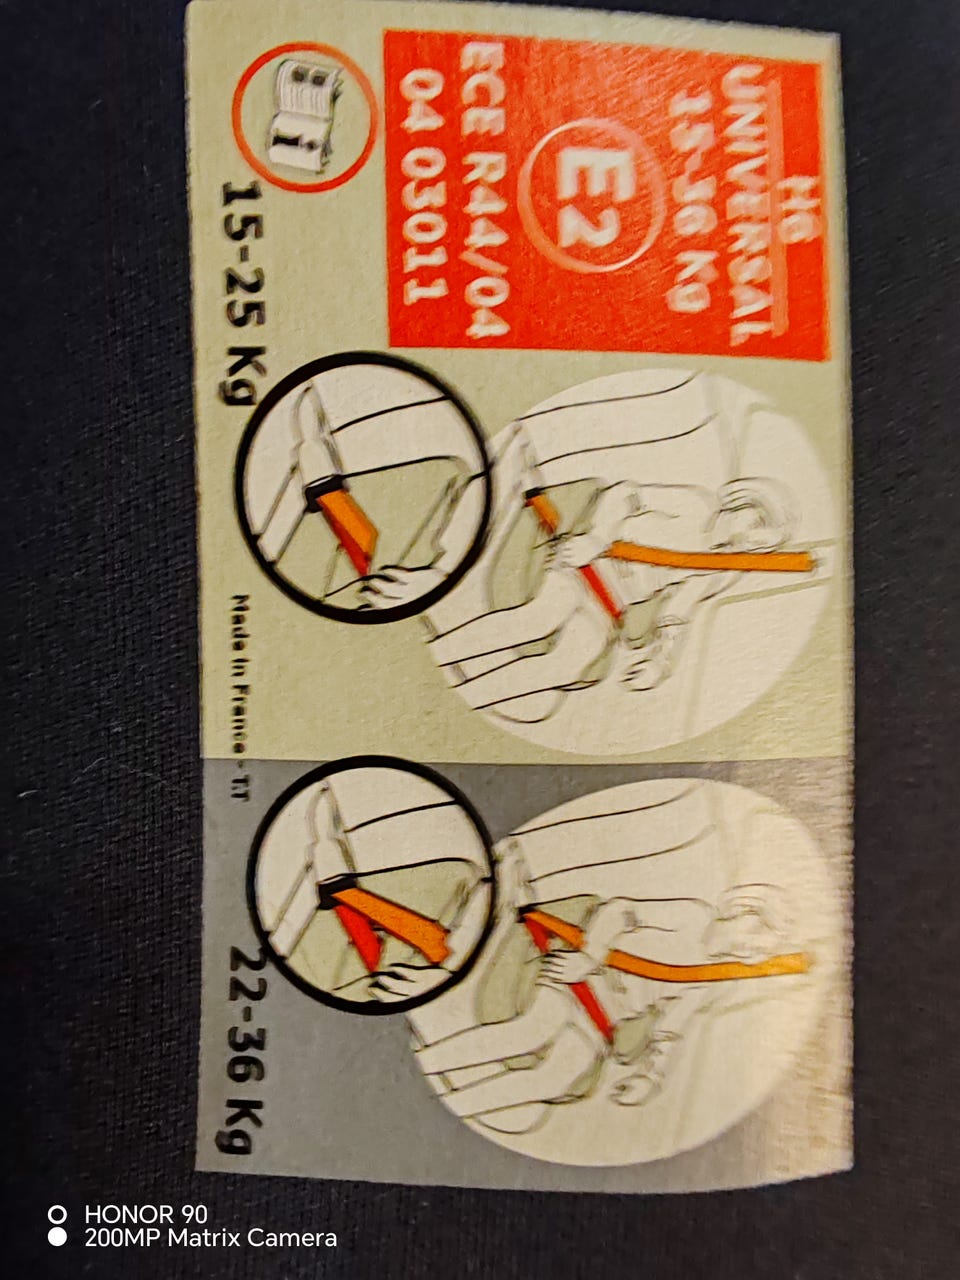 H6
UNIVERSAL
15-36 Kg
E2
ECE R44/04
04 03011
i
15-25 Kg
22-36 Kg
Made In France - T.T
HONOR 90
200MP Matrix Camera